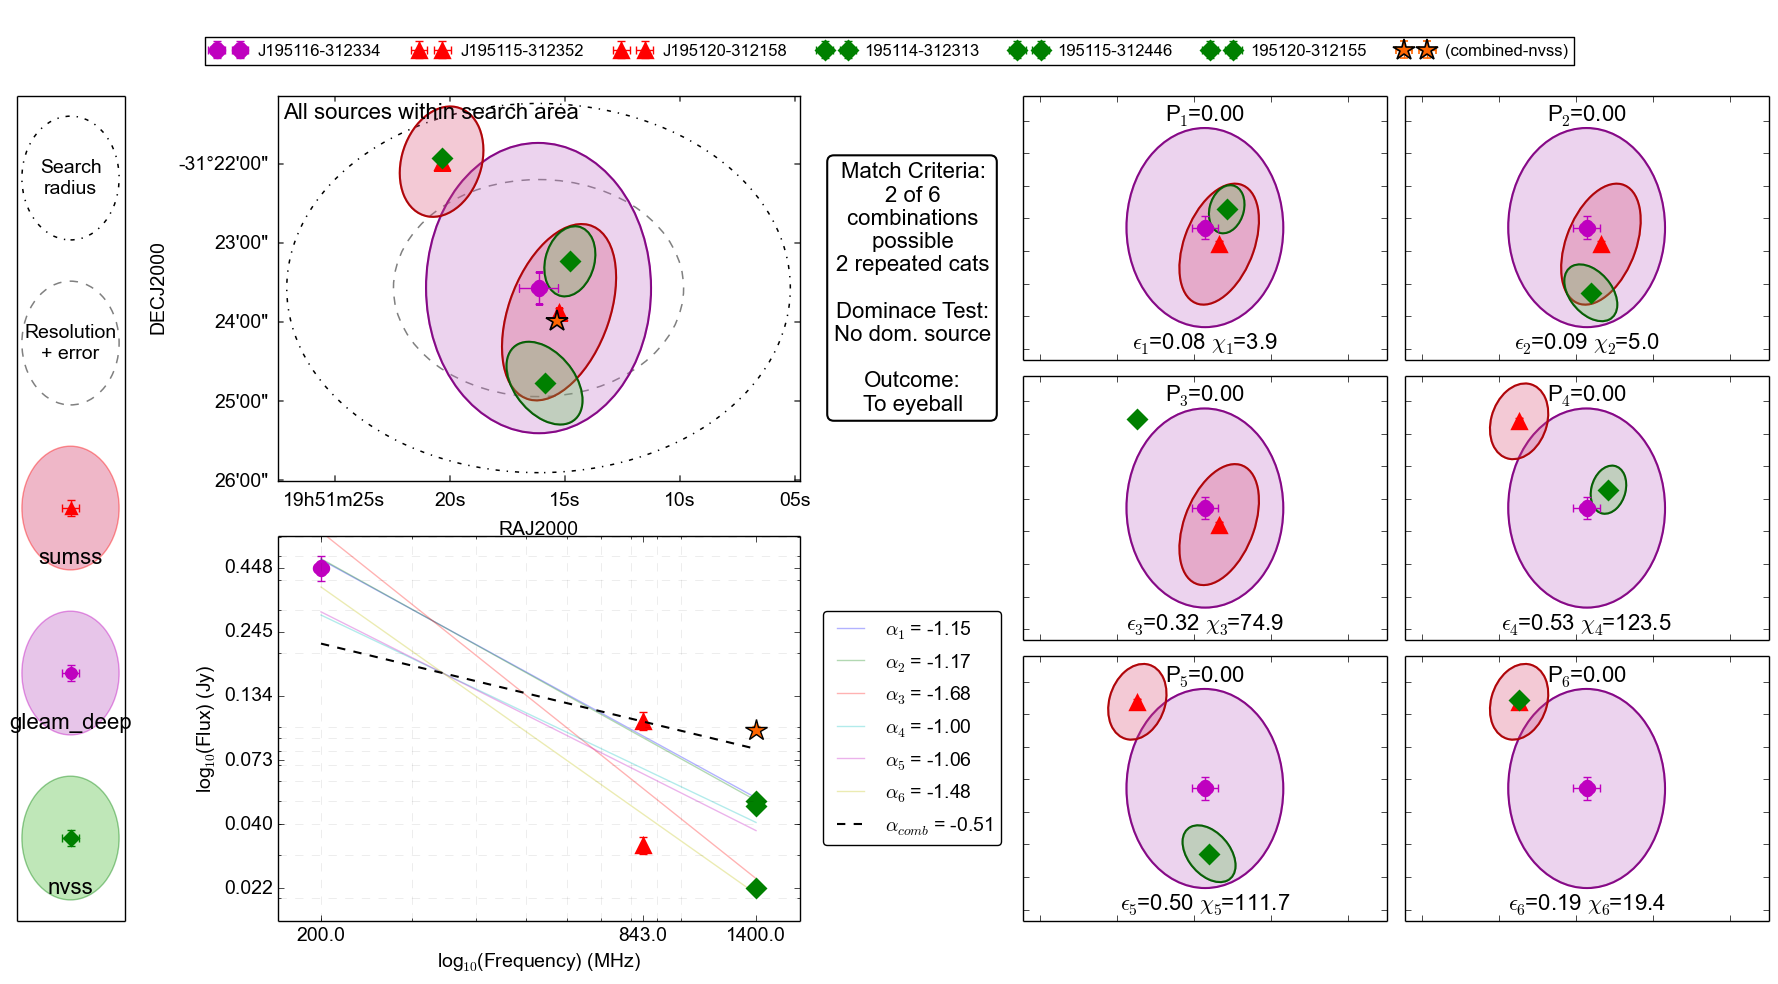 J195116-312334 J195115-312352 J195120-312158 195114-312313 195115-312446 195120-312155 (combined-nvss)
Search
radius
Resolution
+ error
sumss
gleam_deep
nvss
All sources within search area
DECJ2000
-31°22'00"
23'00"
24'00"
25'00"
26'00"
19h51m25s 20s 15s 10s 05s
RAJ2000
Match Criteria:
2 of 6
combinations
possible
2 repeated cats
Dominace Test:
No dom. source
Outcome:
To eyeball
log₁₀(Flux) (Jy)
0.448
0.245
0.134
0.073
0.040
0.022
200.0 843.0 1400.0
log₁₀(Frequency) (MHz)
α₁ = -1.15
α₂ = -1.17
α₃ = -1.68
α₄ = -1.00
α₅ = -1.06
α₆ = -1.48
α_comb = -0.51
P₁=0.00
ϵ₁=0.08 χ₁=3.9
P₂=0.00
ϵ₂=0.09 χ₂=5.0
P₃=0.00
ϵ₃=0.32 χ₃=74.9
P₄=0.00
ϵ₄=0.53 χ₄=123.5
P₅=0.00
ϵ₅=0.50 χ₅=111.7
P₆=0.00
ϵ₆=0.19 χ₆=19.4